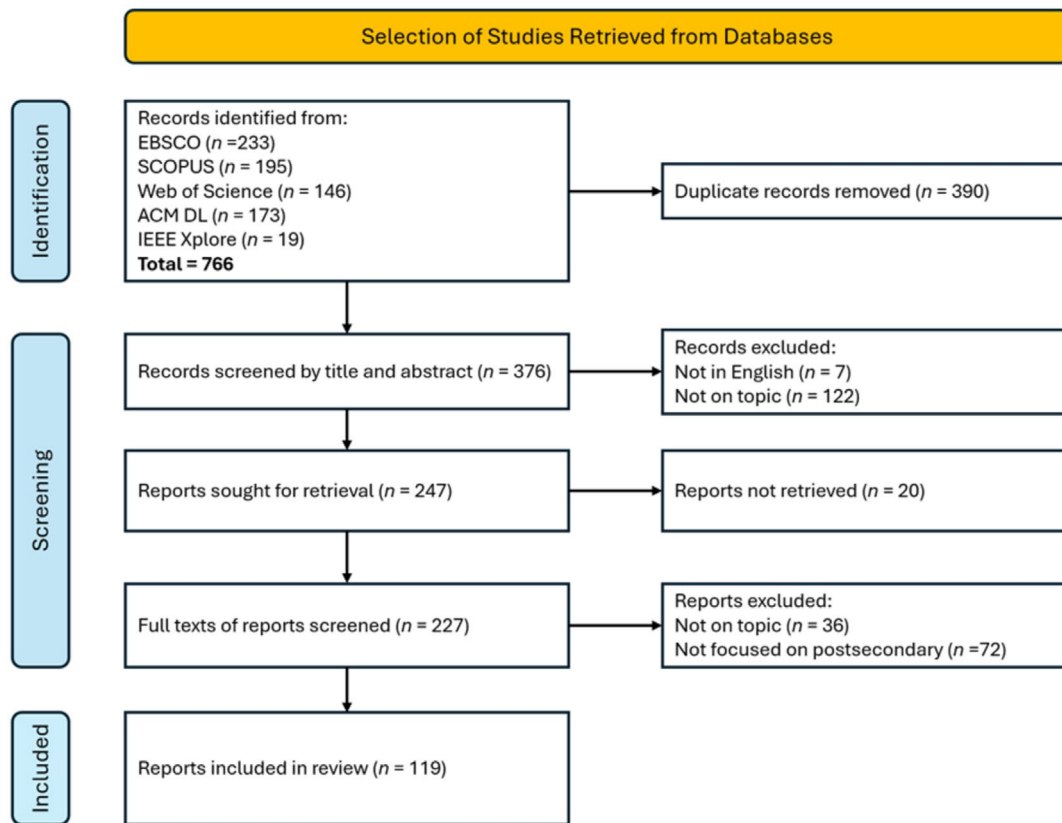 Selection of Studies Retrieved from Databases
Identification
Records identified from:
EBSCO (n =233)
SCOPUS (n = 195)
Web of Science (n = 146)
ACM DL (n = 173)
IEEE Xplore (n = 19)
Total = 766
Duplicate records removed (n = 390)
Screening
Records screened by title and abstract (n = 376)
Records excluded:
Not in English (n = 7)
Not on topic (n = 122)
Reports sought for retrieval (n = 247)
Reports not retrieved (n = 20)
Full texts of reports screened (n = 227)
Reports excluded:
Not on topic (n = 36)
Not focused on postsecondary (n =72)
Included
Reports included in review (n = 119)